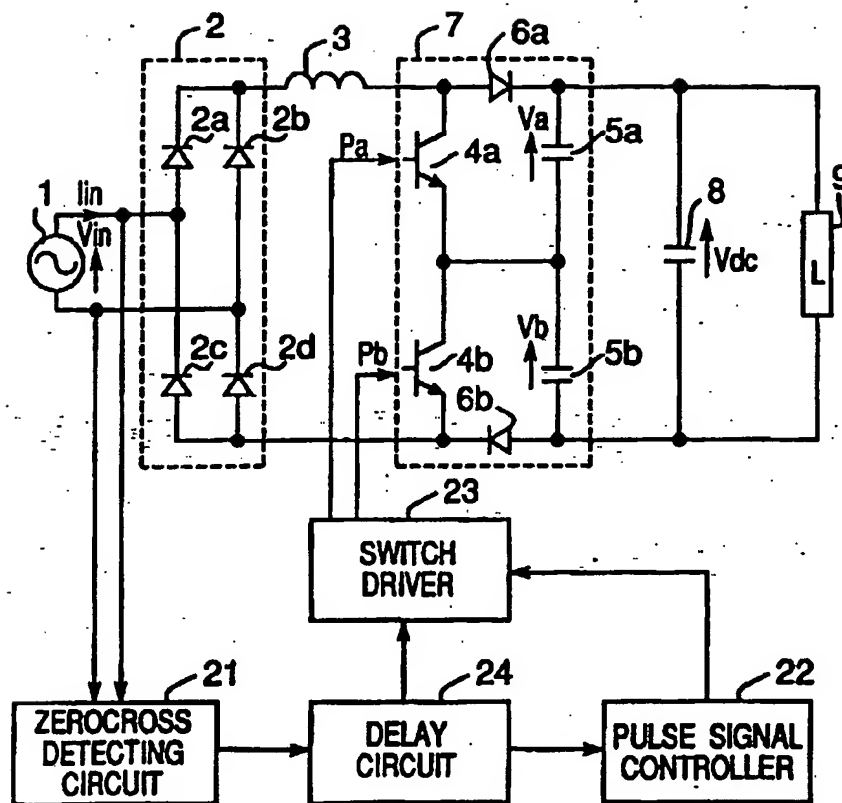 2
3
7
6a
2a
2b
Va
5a
Pa
4a
1
Iin
Vin
8
9
Vdc
L
2c
2d
Vb
5b
Pb
4b
6b
23
SWITCH
DRIVER
21
ZEROCROSS
DETECTING
CIRCUIT
24
DELAY
CIRCUIT
22
PULSE SIGNAL
CONTROLLER